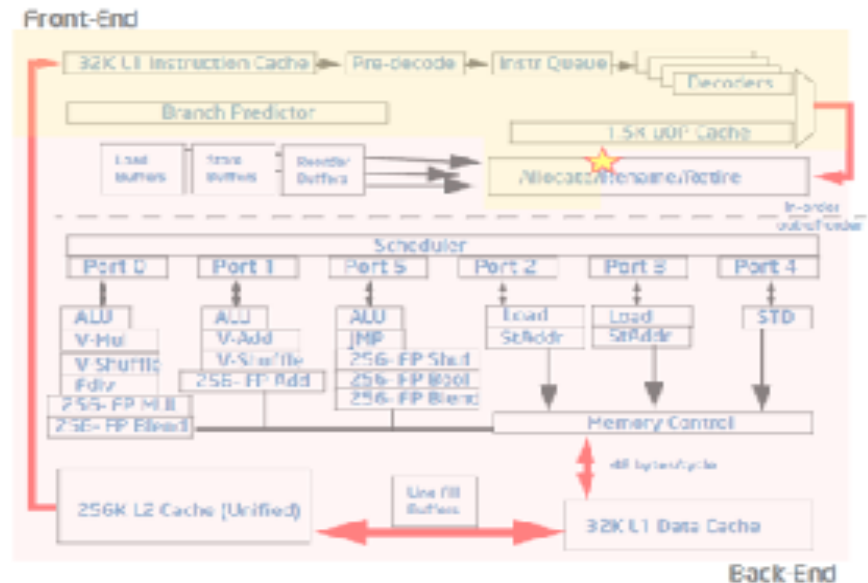 Front-End
32K L1 Instruction Cache
Pre-decode
Instr Queue
Decoders
Branch Predictor
1.5K uOP Cache
Load
Buffers
Store
Buffers
Reorder
Buffers
Allocate/Rename/Retire
In-order
out-of-order
Scheduler
Port 0
Port 1
Port 5
Port 2
Port 3
Port 4
ALU
V-Mul
V-Shuffle
Fdiv
256- FP MUL
256- FP Blend
ALU
V-Add
V-Shuffle
256- FP Add
ALU
JMP
256- FP Shuf
256- FP Bool
256- FP Blend
Load
StAddr
Load
StAddr
STD
Memory Control
48 bytes/cycle
256K L2 Cache (Unified)
Line fill
Buffers
32K L1 Data Cache
Back-End